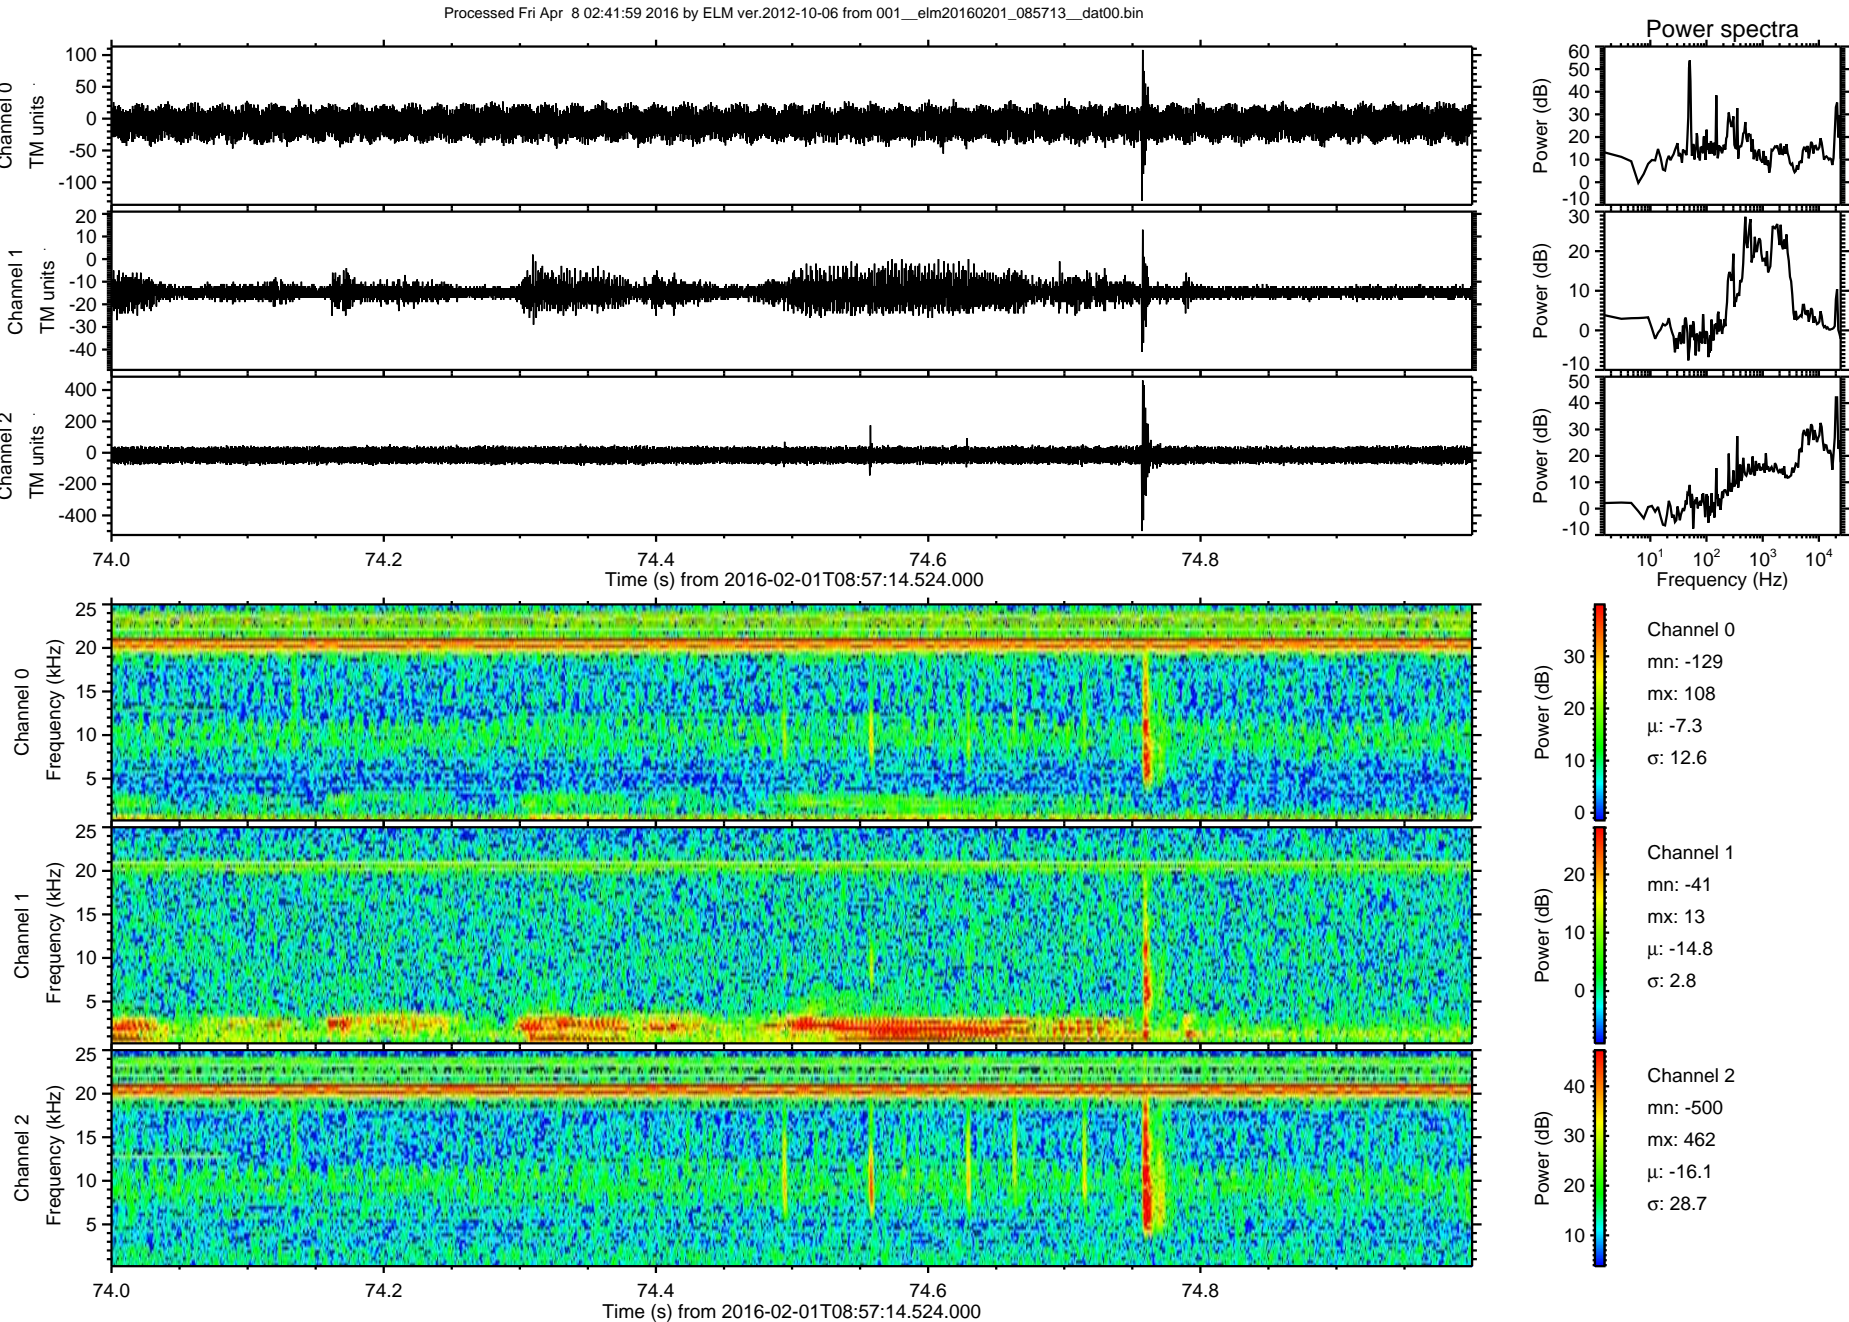 Processed Fri Apr  8 02:41:59 2016 by ELM ver.2012-10-06 from 001__elm20160201_085713__dat00.bin
Power spectra
Channel 0
TM units
100
50
0
-50
-100
Power (dB)
60
50
40
30
20
10
0
-10
Channel 1
TM units
20
10
0
-10
-20
-30
-40
Power (dB)
30
20
10
0
-10
Channel 2
TM units
400
200
0
-200
-400
Power (dB)
50
40
30
20
10
0
-10
74.0 74.2 74.4 74.6 74.8
Time (s) from 2016-02-01T08:57:14.524.000
10^1 10^2 10^3 10^4
Frequency (Hz)
Channel 0
Frequency (kHz)
25
20
15
10
5
Power (dB)
30
20
10
0
Channel 0
mn: -129
mx: 108
μ: -7.3
σ: 12.6
Channel 1
Frequency (kHz)
25
20
15
10
5
Power (dB)
20
10
0
Channel 1
mn: -41
mx: 13
μ: -14.8
σ: 2.8
Channel 2
Frequency (kHz)
25
20
15
10
5
Power (dB)
40
30
20
10
Channel 2
mn: -500
mx: 462
μ: -16.1
σ: 28.7
74.0 74.2 74.4 74.6 74.8
Time (s) from 2016-02-01T08:57:14.524.000